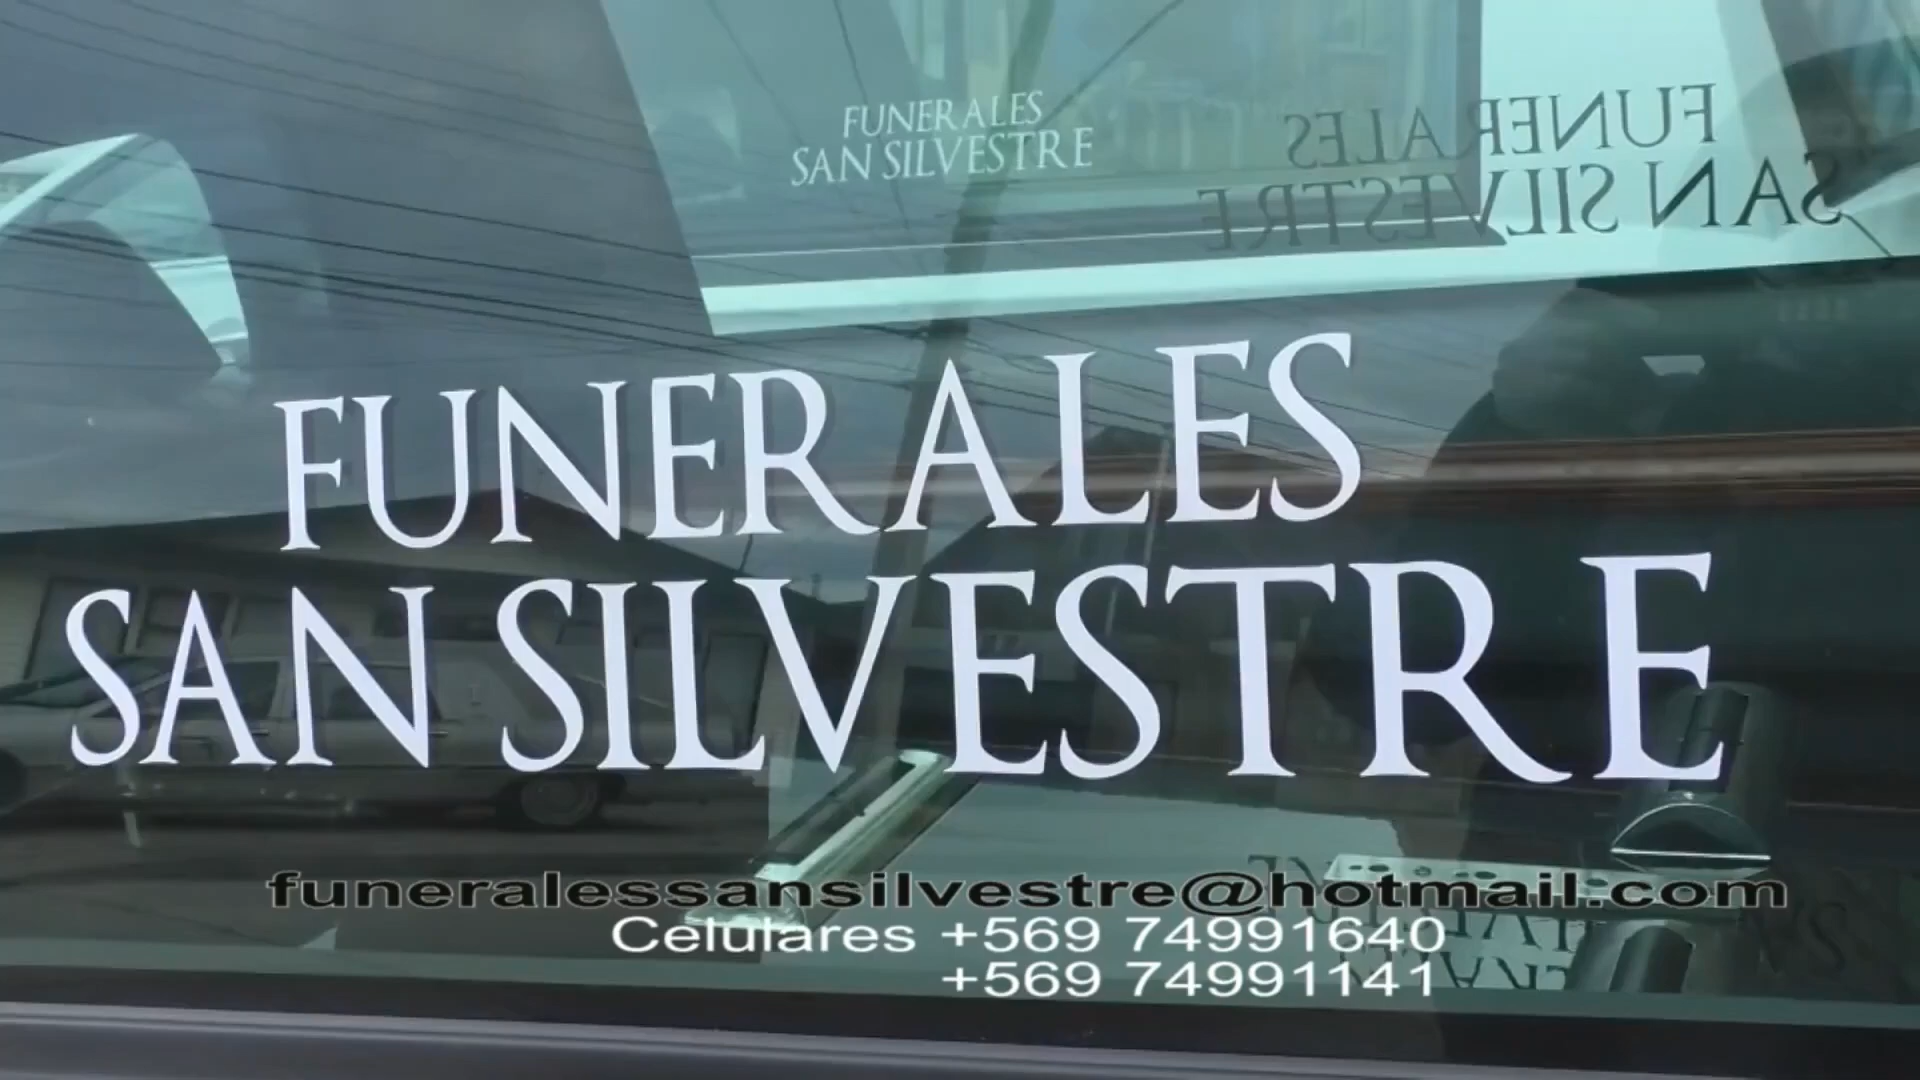 FUNERALES
SAN SILVESTRE
FUNERALES
SAN SILVESTRE
FUNERALES
SAN SILVESTRE
funeralessansilvestre@hotmail.com
Celulares +569 74991640
+569 74991141